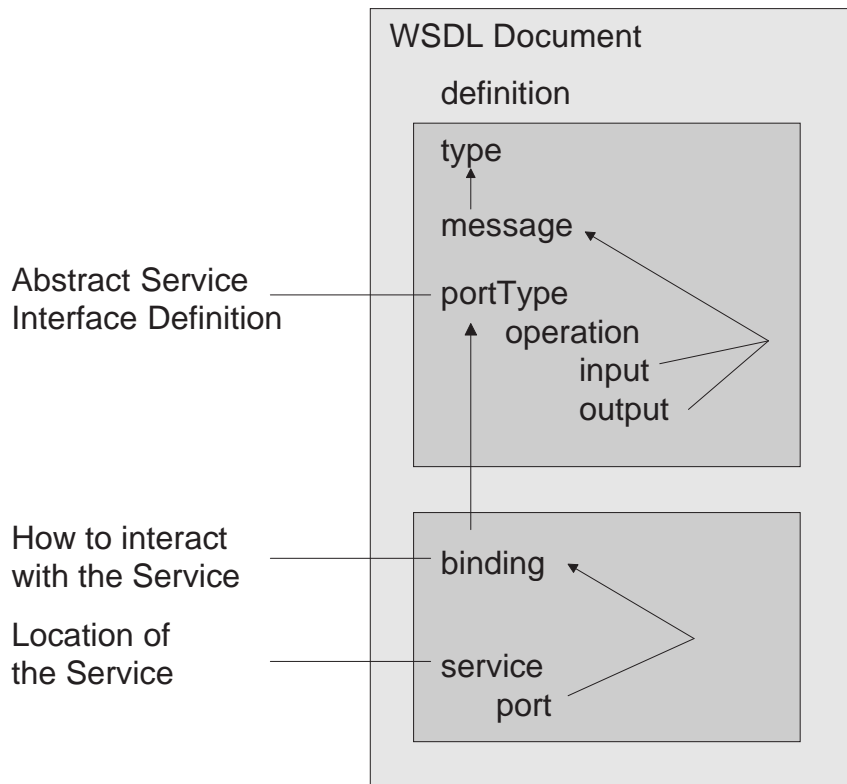 WSDL Document
definition
type
message
Abstract Service
Interface Definition
portType
operation
input
output
How to interact
with the Service
binding
Location of
the Service
service
port